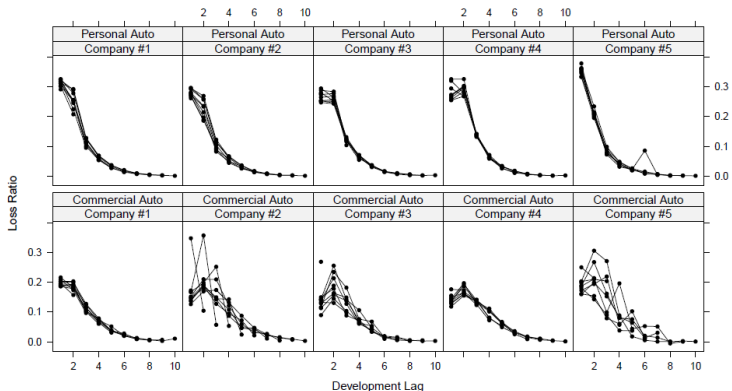 2 4 6 8 10 2 4 6 8 10
Personal Auto Personal Auto Personal Auto Personal Auto Personal Auto
Company #1 Company #2 Company #3 Company #4 Company #5
0.3
0.2
0.1
0.0
Commercial Auto Commercial Auto Commercial Auto Commercial Auto Commercial Auto
Company #1 Company #2 Company #3 Company #4 Company #5
0.3
0.2
0.1
0.0
2 4 6 8 10 2 4 6 8 10 2 4 6 8 10
Loss Ratio
Development Lag